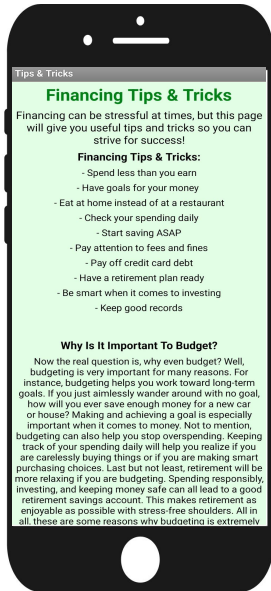 Tips & Tricks
Financing Tips & Tricks
Financing can be stressful at times, but this page
will give you useful tips and tricks so you can
strive for success!
Financing Tips & Tricks:
- Spend less than you earn
- Have goals for your money
- Eat at home instead of at a restaurant
- Check your spending daily
- Start saving ASAP
- Pay attention to fees and fines
- Pay off credit card debt
- Have a retirement plan ready
- Be smart when it comes to investing
- Keep good records
Why Is It Important To Budget?
Now the real question is, why even budget? Well,
budgeting is very important for many reasons. For
instance, budgeting helps you work toward long-term
goals. If you just aimlessly wander around with no goal,
how will you ever save enough money for a new car
or house? Making and achieving a goal is especially
important when it comes to money. Not to mention,
budgeting can also help you stop overspending. Keeping
track of your spending daily will help you realize if you
are carelessly buying things or if you are making smart
purchasing choices. Last but not least, retirement will be
more relaxing if you are budgeting. Spending responsibly,
investing, and keeping money safe can all lead to a good
retirement savings account. This makes retirement as
enjoyable as possible with stress-free shoulders. All in
all, these are some reasons why budgeting is extremely